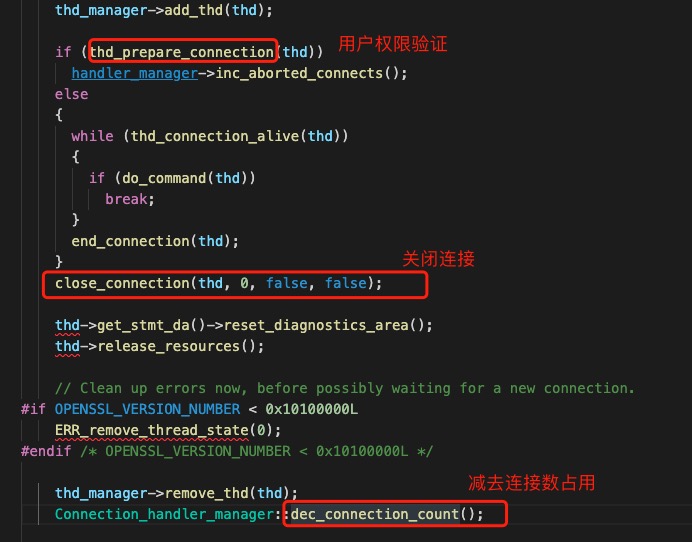 thd_manager->add_thd(thd);
if (thd_prepare_connection(thd)) 用户权限验证
handler_manager->inc_aborted_connects();
else
{
while (thd_connection_alive(thd))
{
if (do_command(thd))
break;
}
end_connection(thd);
}
关闭连接
close_connection(thd, 0, false, false);
thd->get_stmt_da()->reset_diagnostics_area();
thd->release_resources();
// Clean up errors now, before possibly waiting for a new connection.
#if OPENSSL_VERSION_NUMBER < 0x10100000L
ERR_remove_thread_state(0);
#endif /* OPENSSL_VERSION_NUMBER < 0x10100000L */
减去连接数占用
thd_manager->remove_thd(thd);
Connection_handler_manager::dec_connection_count();